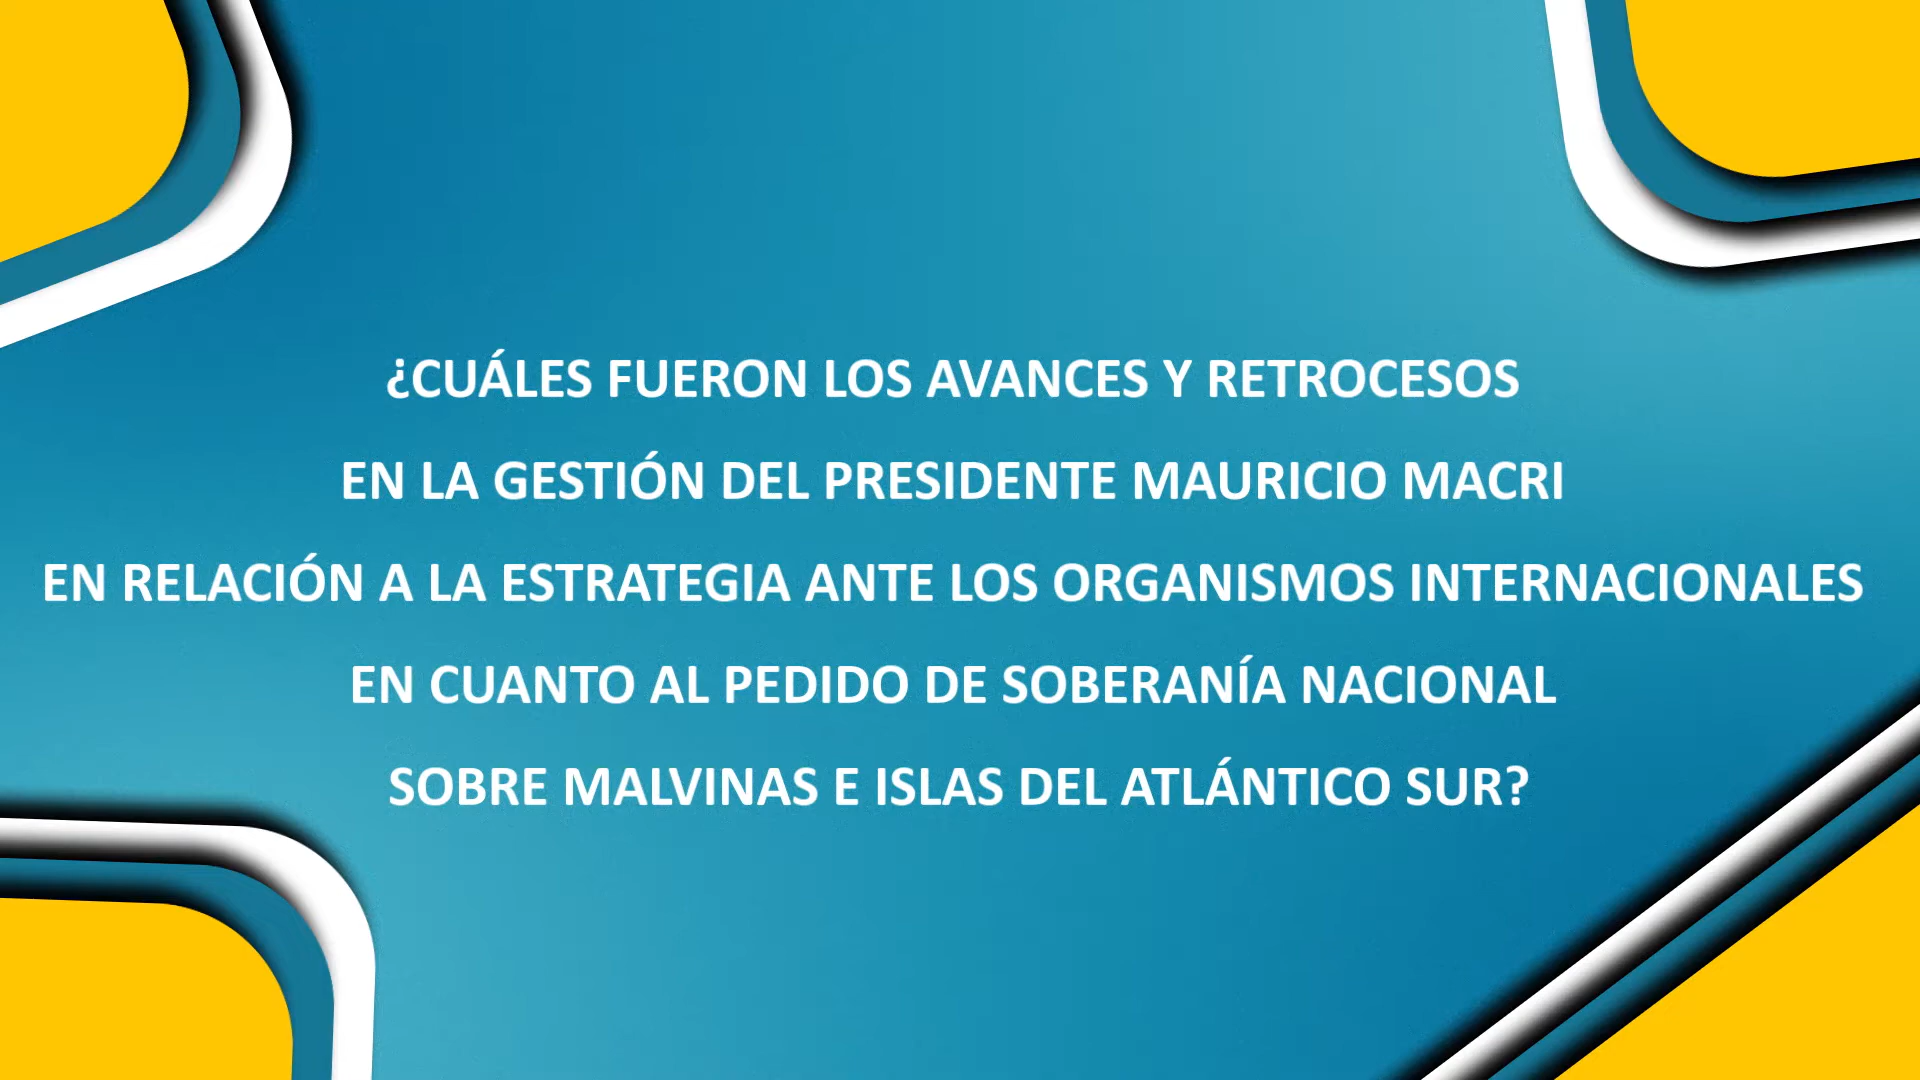 ¿CUÁLES FUERON LOS AVANCES Y RETROCESOS
EN LA GESTIÓN DEL PRESIDENTE MAURICIO MACRI
EN RELACIÓN A LA ESTRATEGIA ANTE LOS ORGANISMOS INTERNACIONALES
EN CUANTO AL PEDIDO DE SOBERANÍA NACIONAL
SOBRE MALVINAS E ISLAS DEL ATLÁNTICO SUR?